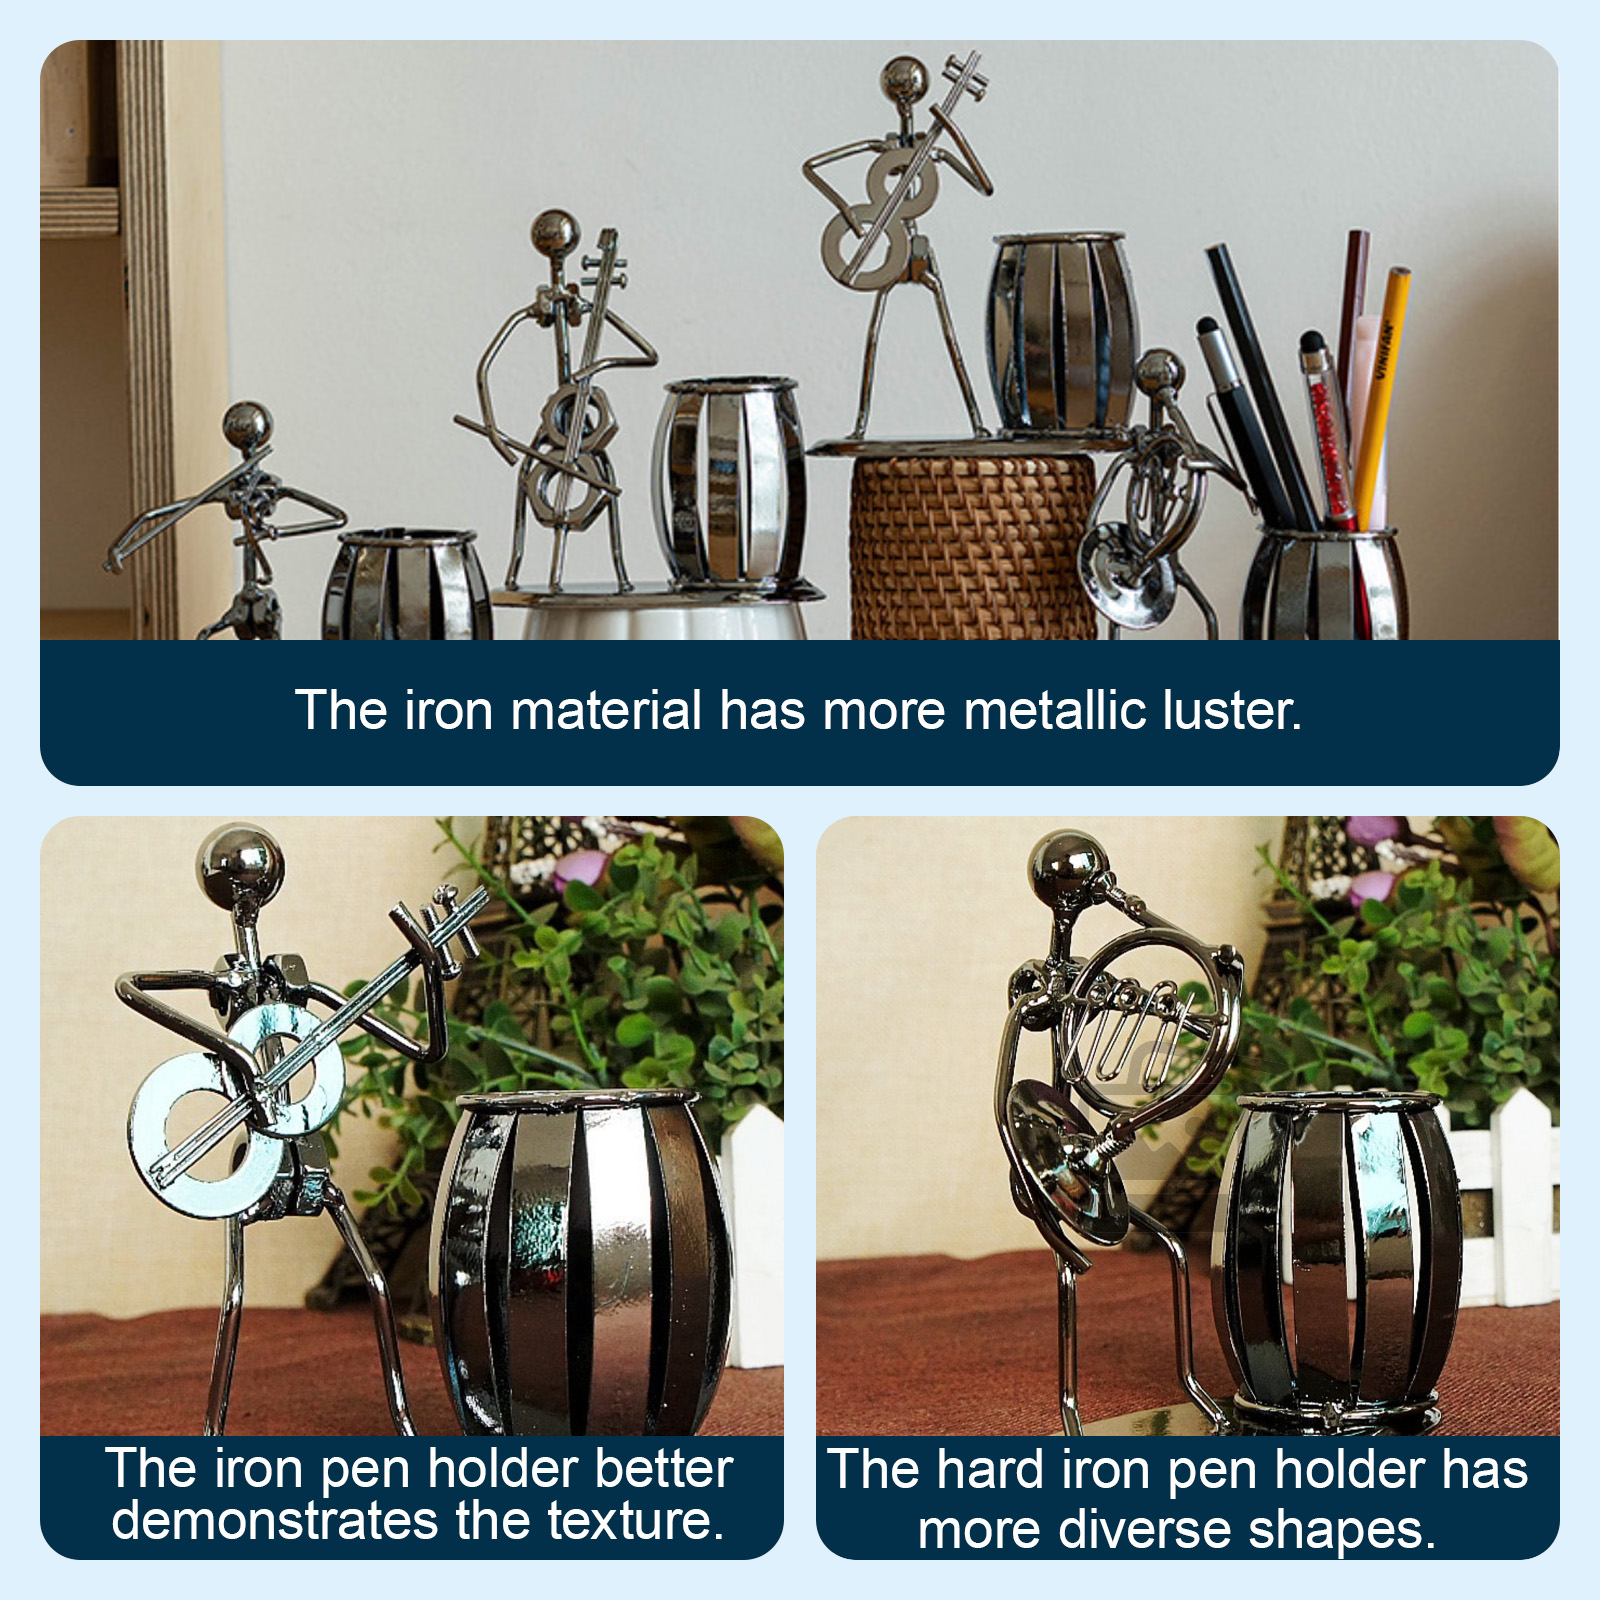 VINIFAN
The iron material has more metallic luster.
The iron pen holder better
demonstrates the texture.
The hard iron pen holder has
more diverse shapes.